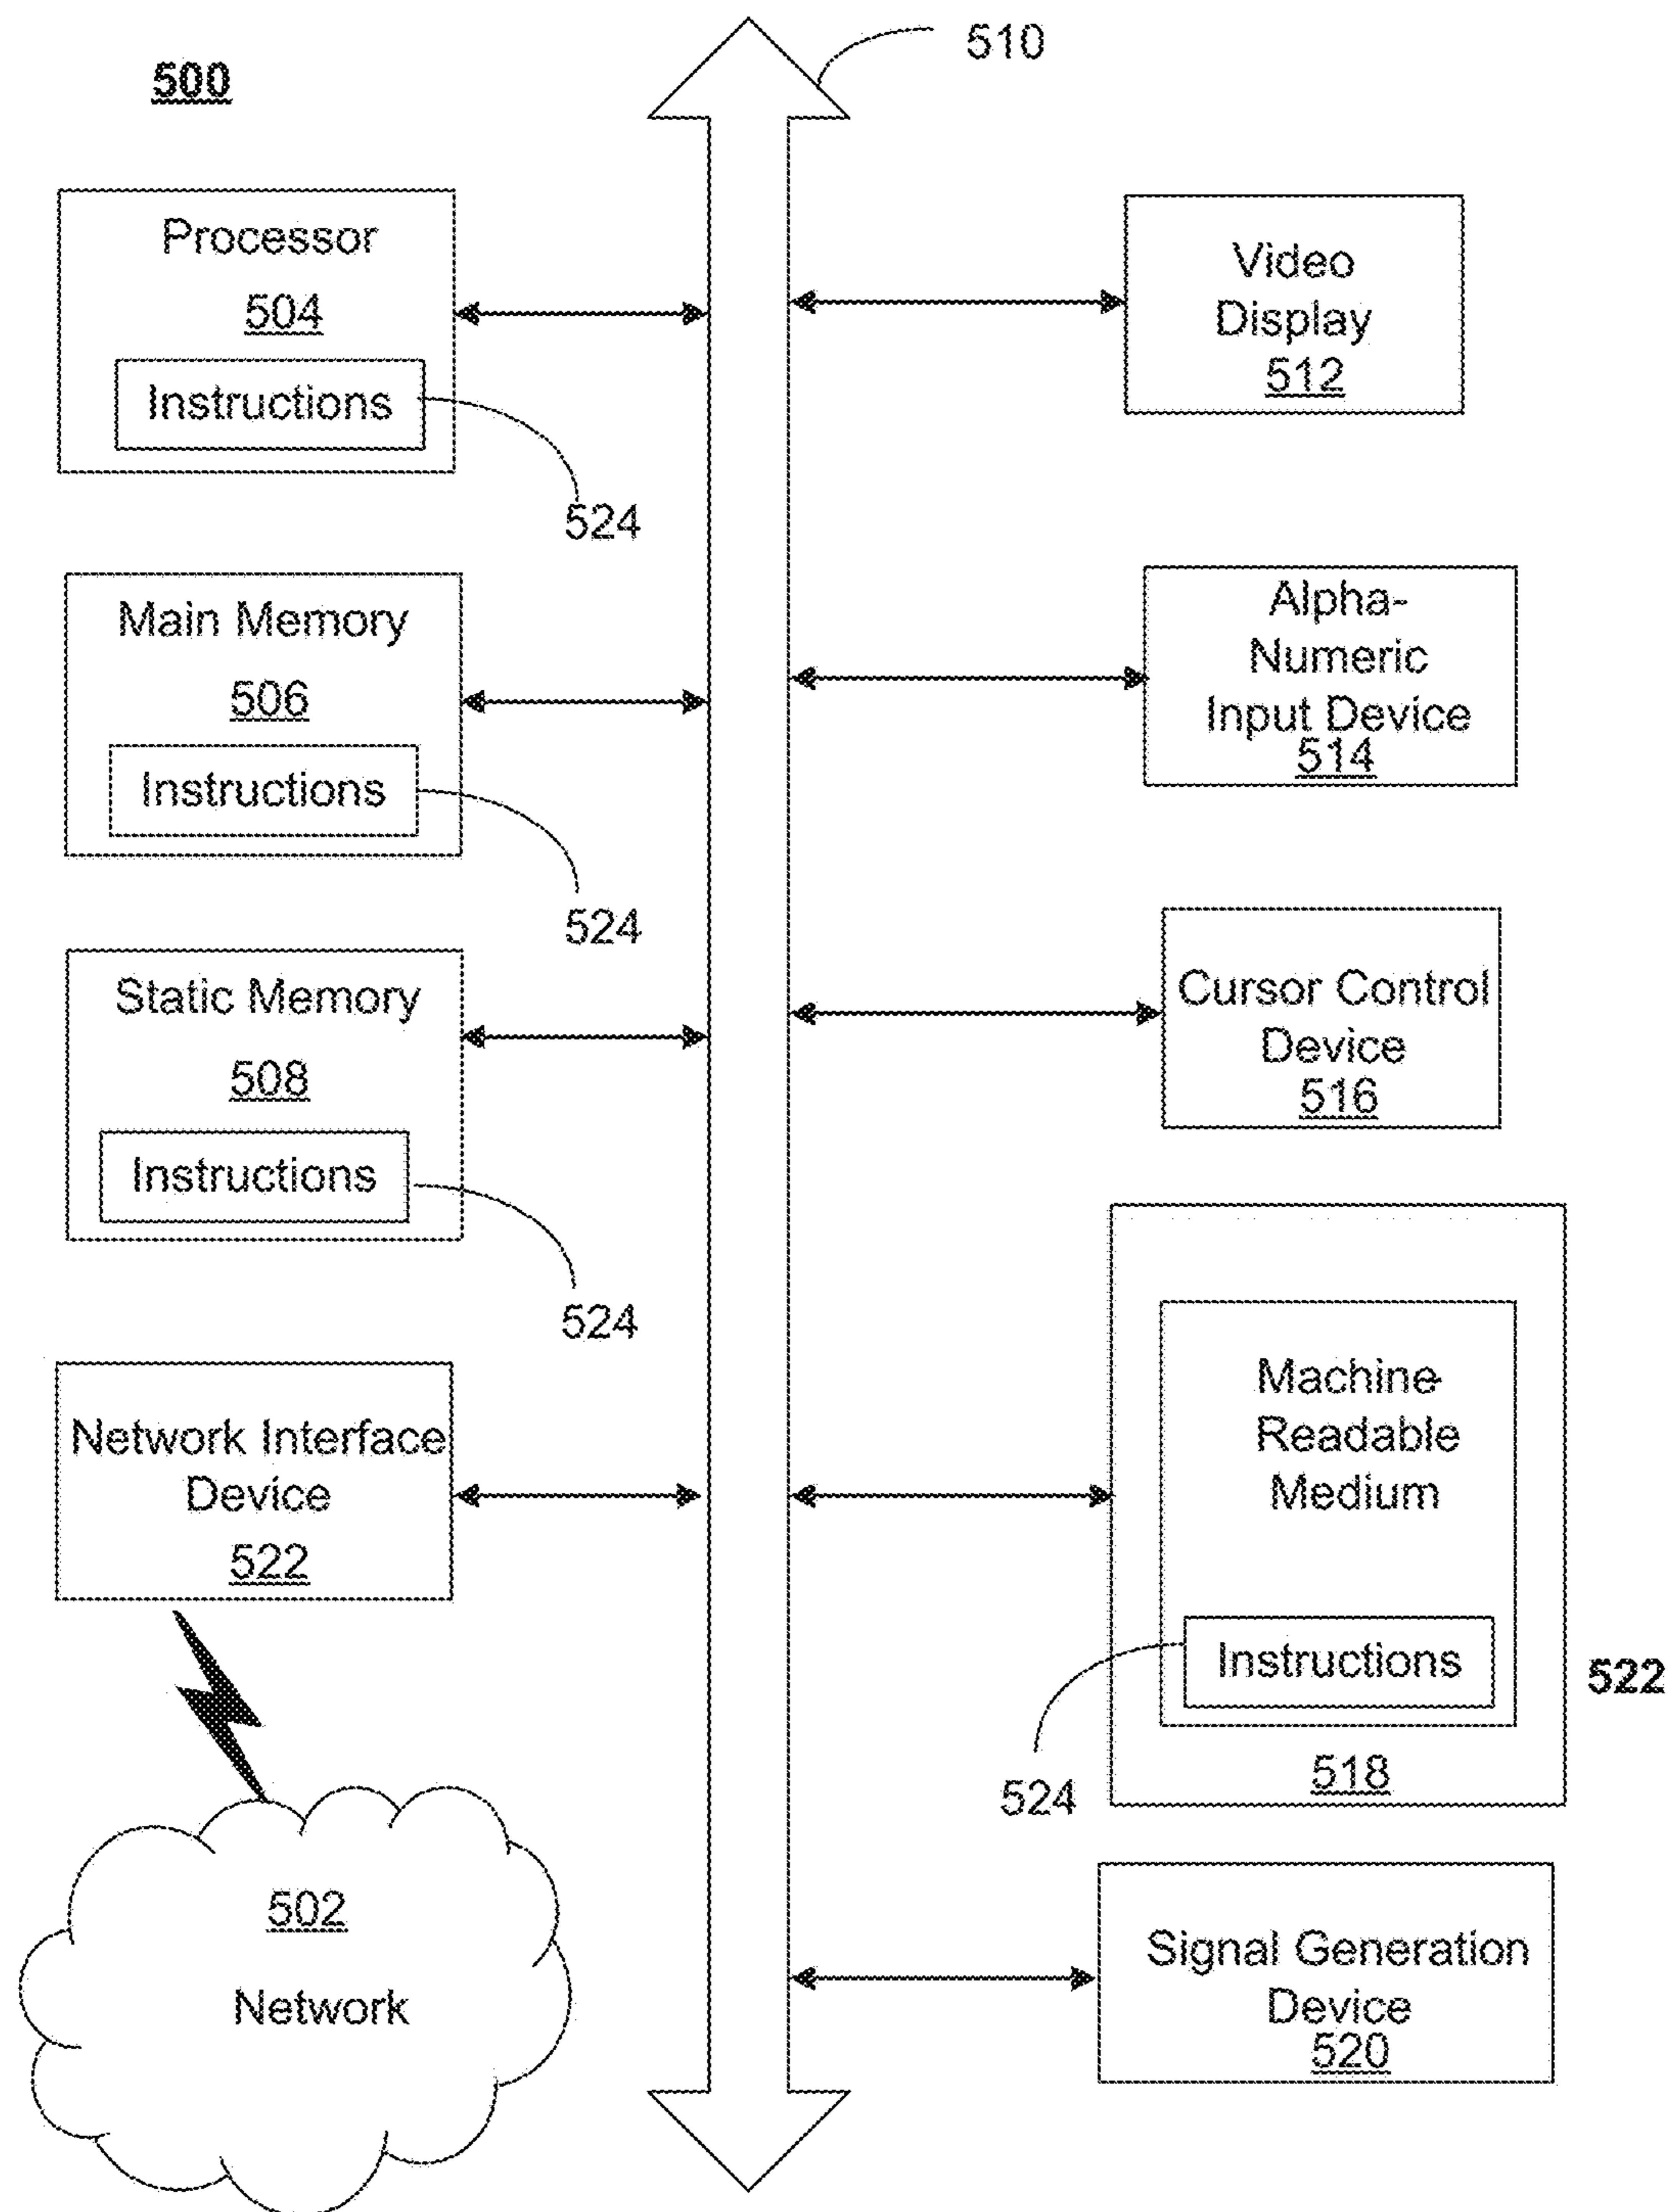 500
510
Processor
504
Instructions
524
Main Memory
506
Instructions
524
Static Memory
508
Instructions
524
Network Interface
Device
522
502
Network
Video
Display
512
Alpha-
Numeric
Input Device
514
Cursor Control
Device
516
Machine-
Readable
Medium
Instructions
524
518
522
Signal Generation
Device
520